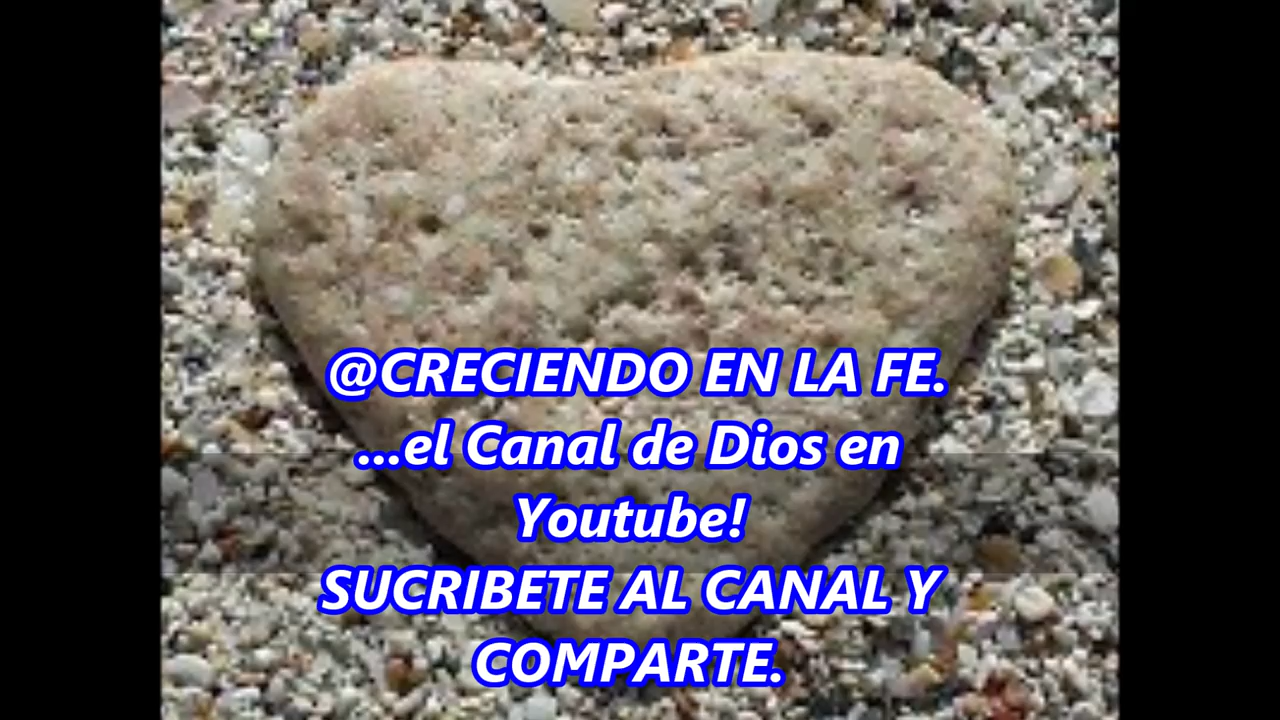 @CRECIENDO EN LA FE.
...el Canal de Dios en
Youtube!
SUCRIBETE AL CANAL Y
COMPARTE.